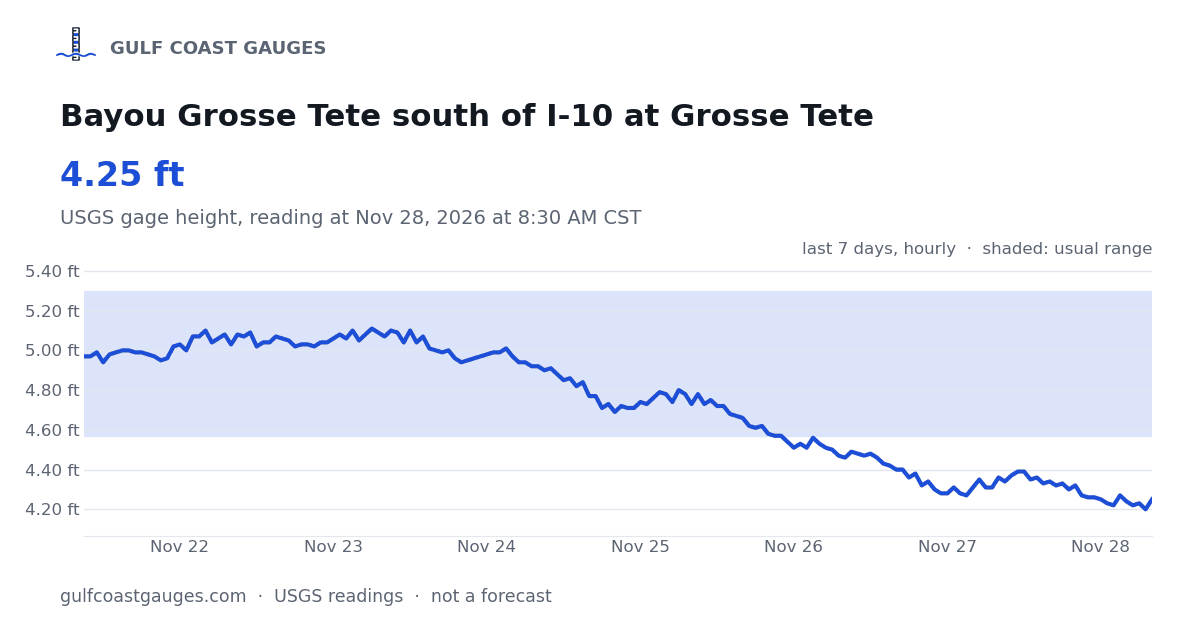 GULF COAST GAUGES
Bayou Grosse Tete south of I-10 at Grosse Tete
4.25 ft
USGS gage height, reading at Nov 28, 2026 at 8:30 AM CST
last 7 days, hourly · shaded: usual range
5.40 ft
5.20 ft
5.00 ft
4.80 ft
4.60 ft
4.40 ft
4.20 ft
Nov 22 Nov 23 Nov 24 Nov 25 Nov 26 Nov 27 Nov 28
gulfcoastgauges.com · USGS readings · not a forecast